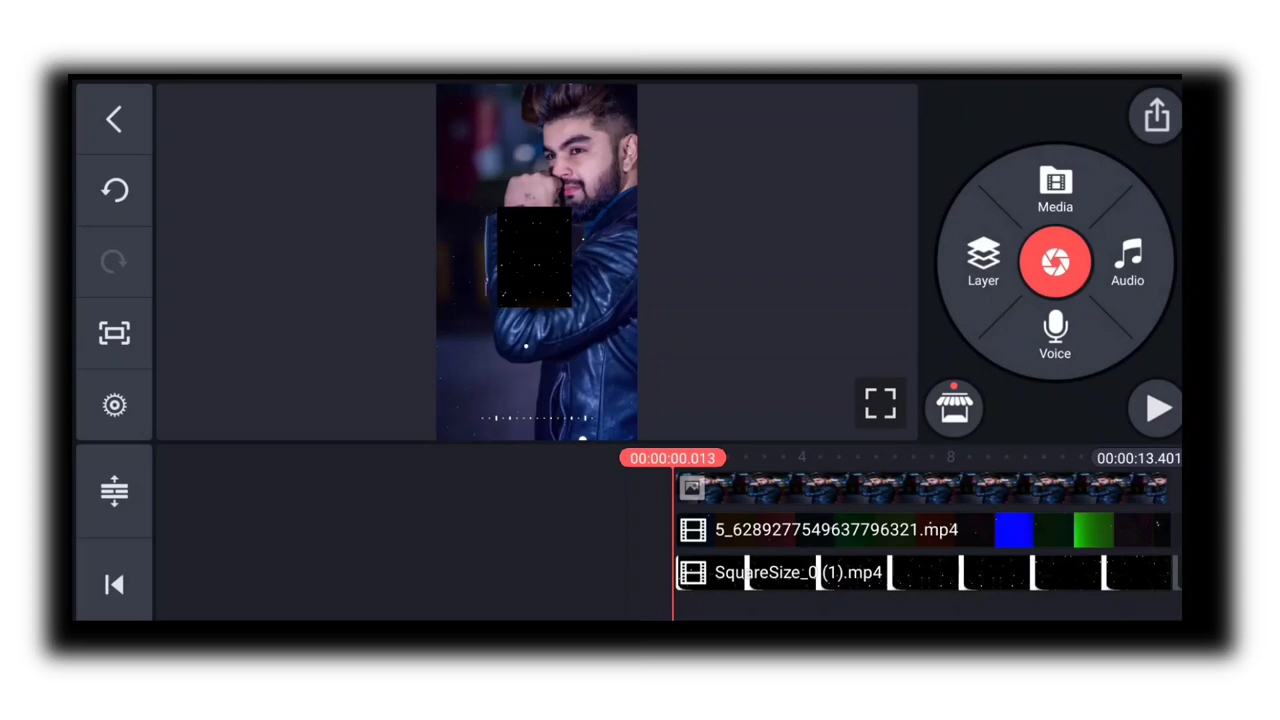 Media
Layer
Audio
Voice
00:00:00.013
4
8
00:00:13.401
5_6289277549637796321.mp4
SquareSize_0 (1).mp4